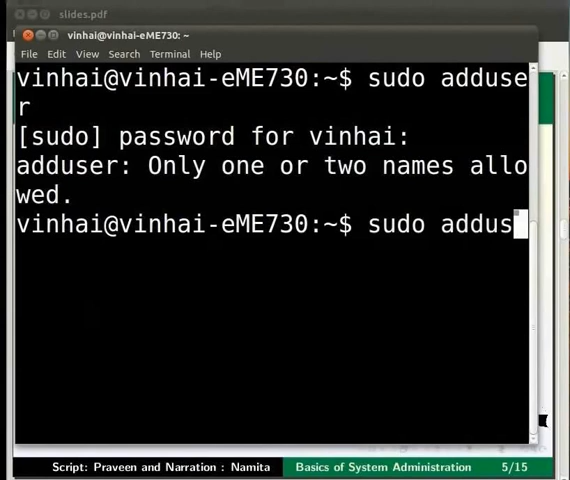 slides.pdf
vinhai@vinhai-eME730: ~
File Edit View Search Terminal Help
vinhai@vinhai-eME730:~$ sudo adduse
r
[sudo] password for vinhai:
adduser: Only one or two names allo
wed.
vinhai@vinhai-eME730:~$ sudo addus
Script: Praveen and Narration : Namita Basics of System Administration 5/15